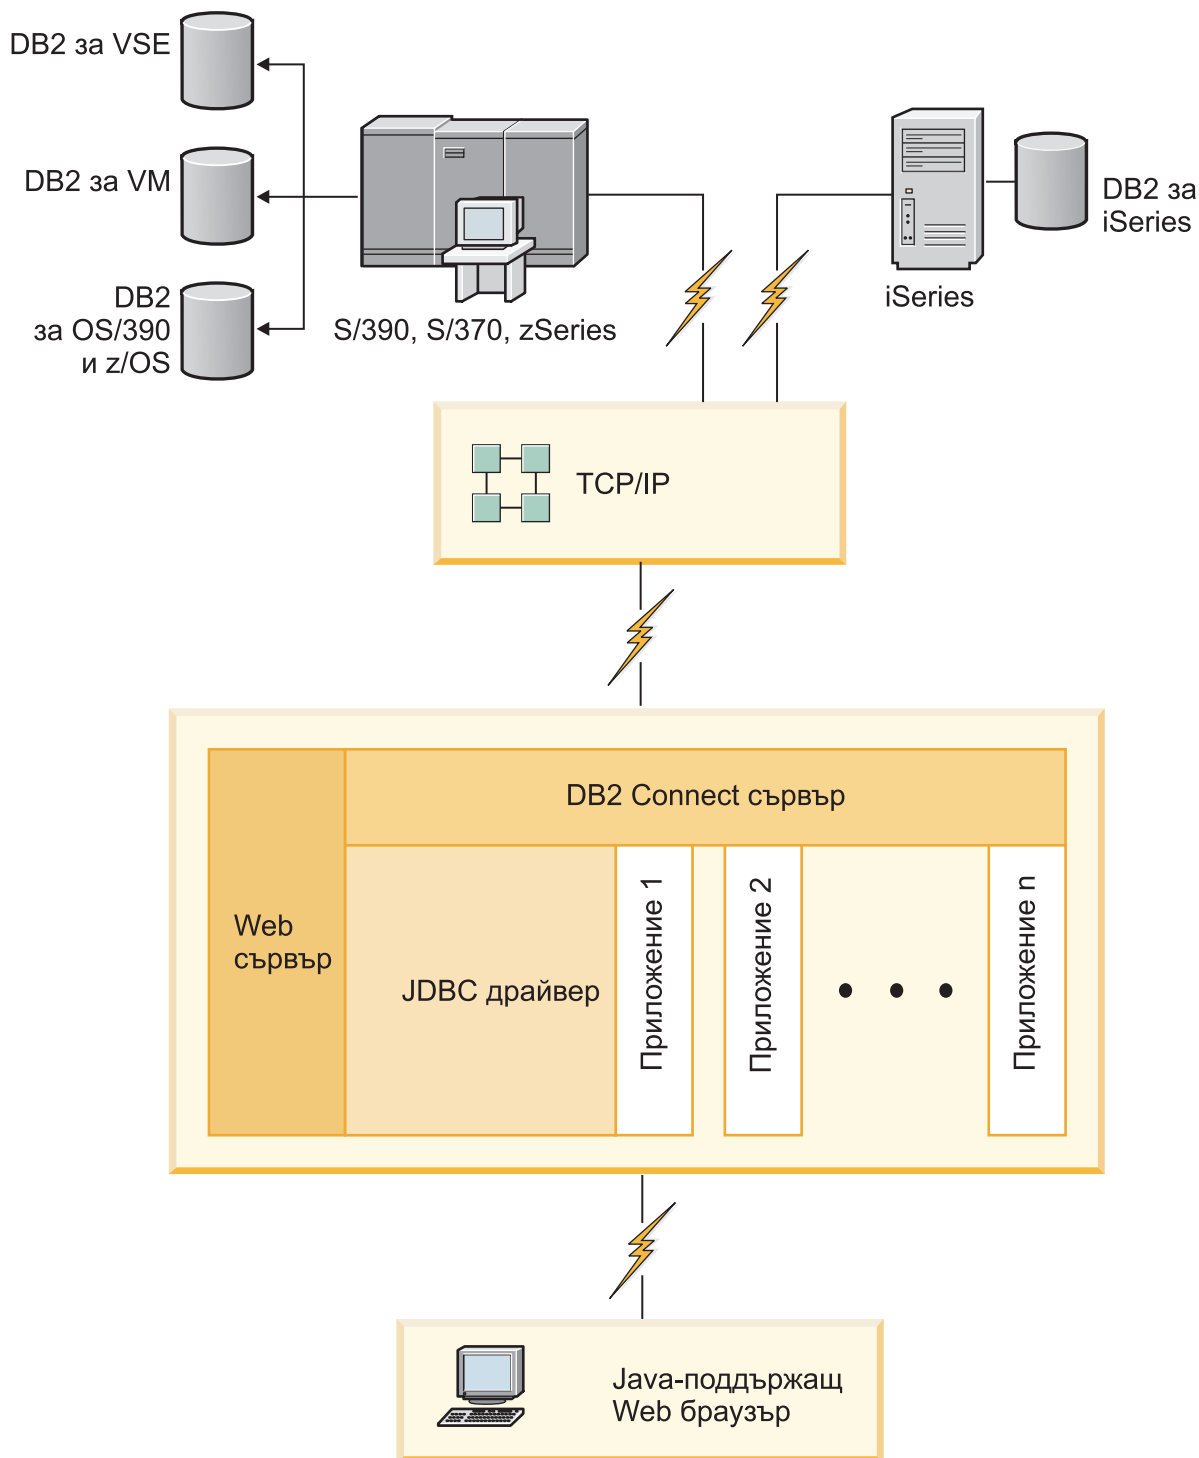 DB2 за VSE
DB2 за VM
DB2
за OS/390
и z/OS
S/390, S/370, zSeries
iSeries
DB2 за
iSeries
TCP/IP
DB2 Connect сървър
Web
сървър
JDBC драйвер
Приложение 1
Приложение 2
Приложение n
Java-поддържащ
Web браузър